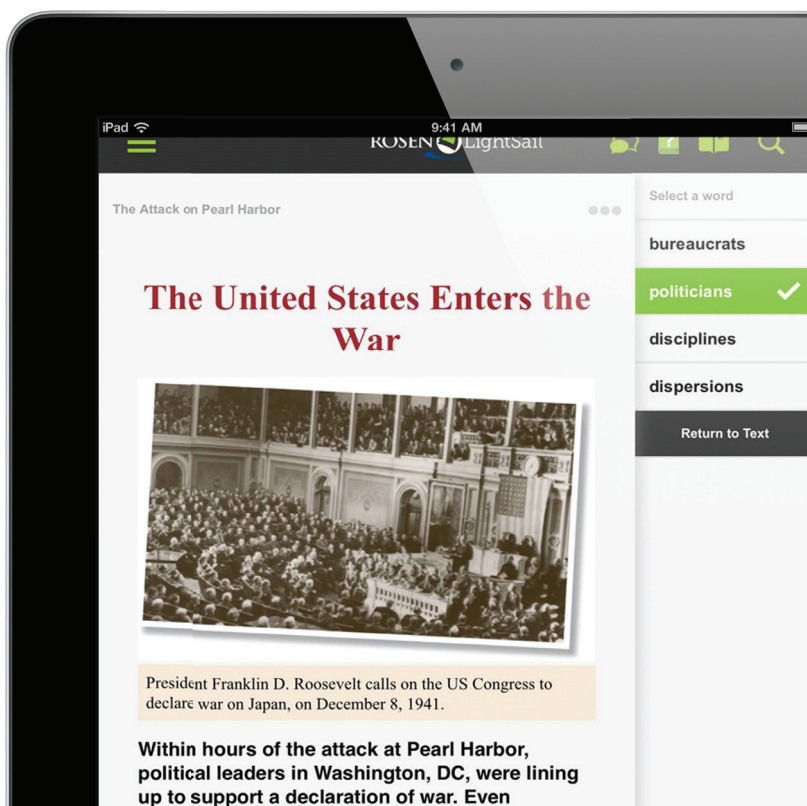 iPad
9:41 AM
ROSEN LightSail
The Attack on Pearl Harbor
Select a word
bureaucrats
politicians
disciplines
dispersions
Return to Text
The United States Enters the
War
President Franklin D. Roosevelt calls on the US Congress to
declare war on Japan, on December 8, 1941.
Within hours of the attack at Pearl Harbor,
political leaders in Washington, DC, were lining
up to support a declaration of war. Even